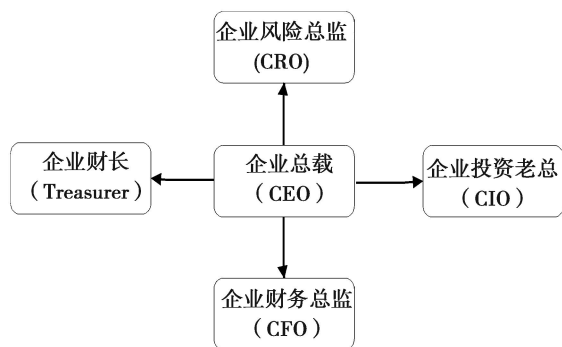 企业风险总监
(CRO)
企业财长
（Treasurer）
企业总载
（CEO）
企业投资老总
（CIO）
企业财务总监
（CFO）